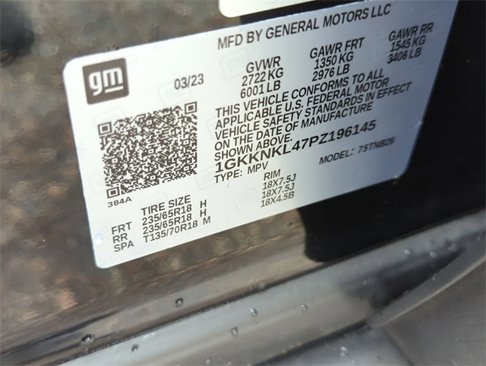 MFD BY GENERAL MOTORS LLC
gm
03/23
GVWR GAWR FRT GAWR RR
2722 KG 1350 KG 1545 KG
6001 LB 2976 LB 3406 LB
THIS VEHICLE CONFORMS TO ALL
APPLICABLE U.S. FEDERAL MOTOR
VEHICLE SAFETY STANDARDS IN EFFECT
ON THE DATE OF MANUFACTURE
SHOWN ABOVE.
1GKKNKL47PZ196145
TYPE: MPV MODEL: 75TNB26
384A
TIRE SIZE RIM
FRT 235/65R18 H 18X7.5J
RR 235/65R18 H 18X7.5J
SPA T135/70R18 M 18X4.5B